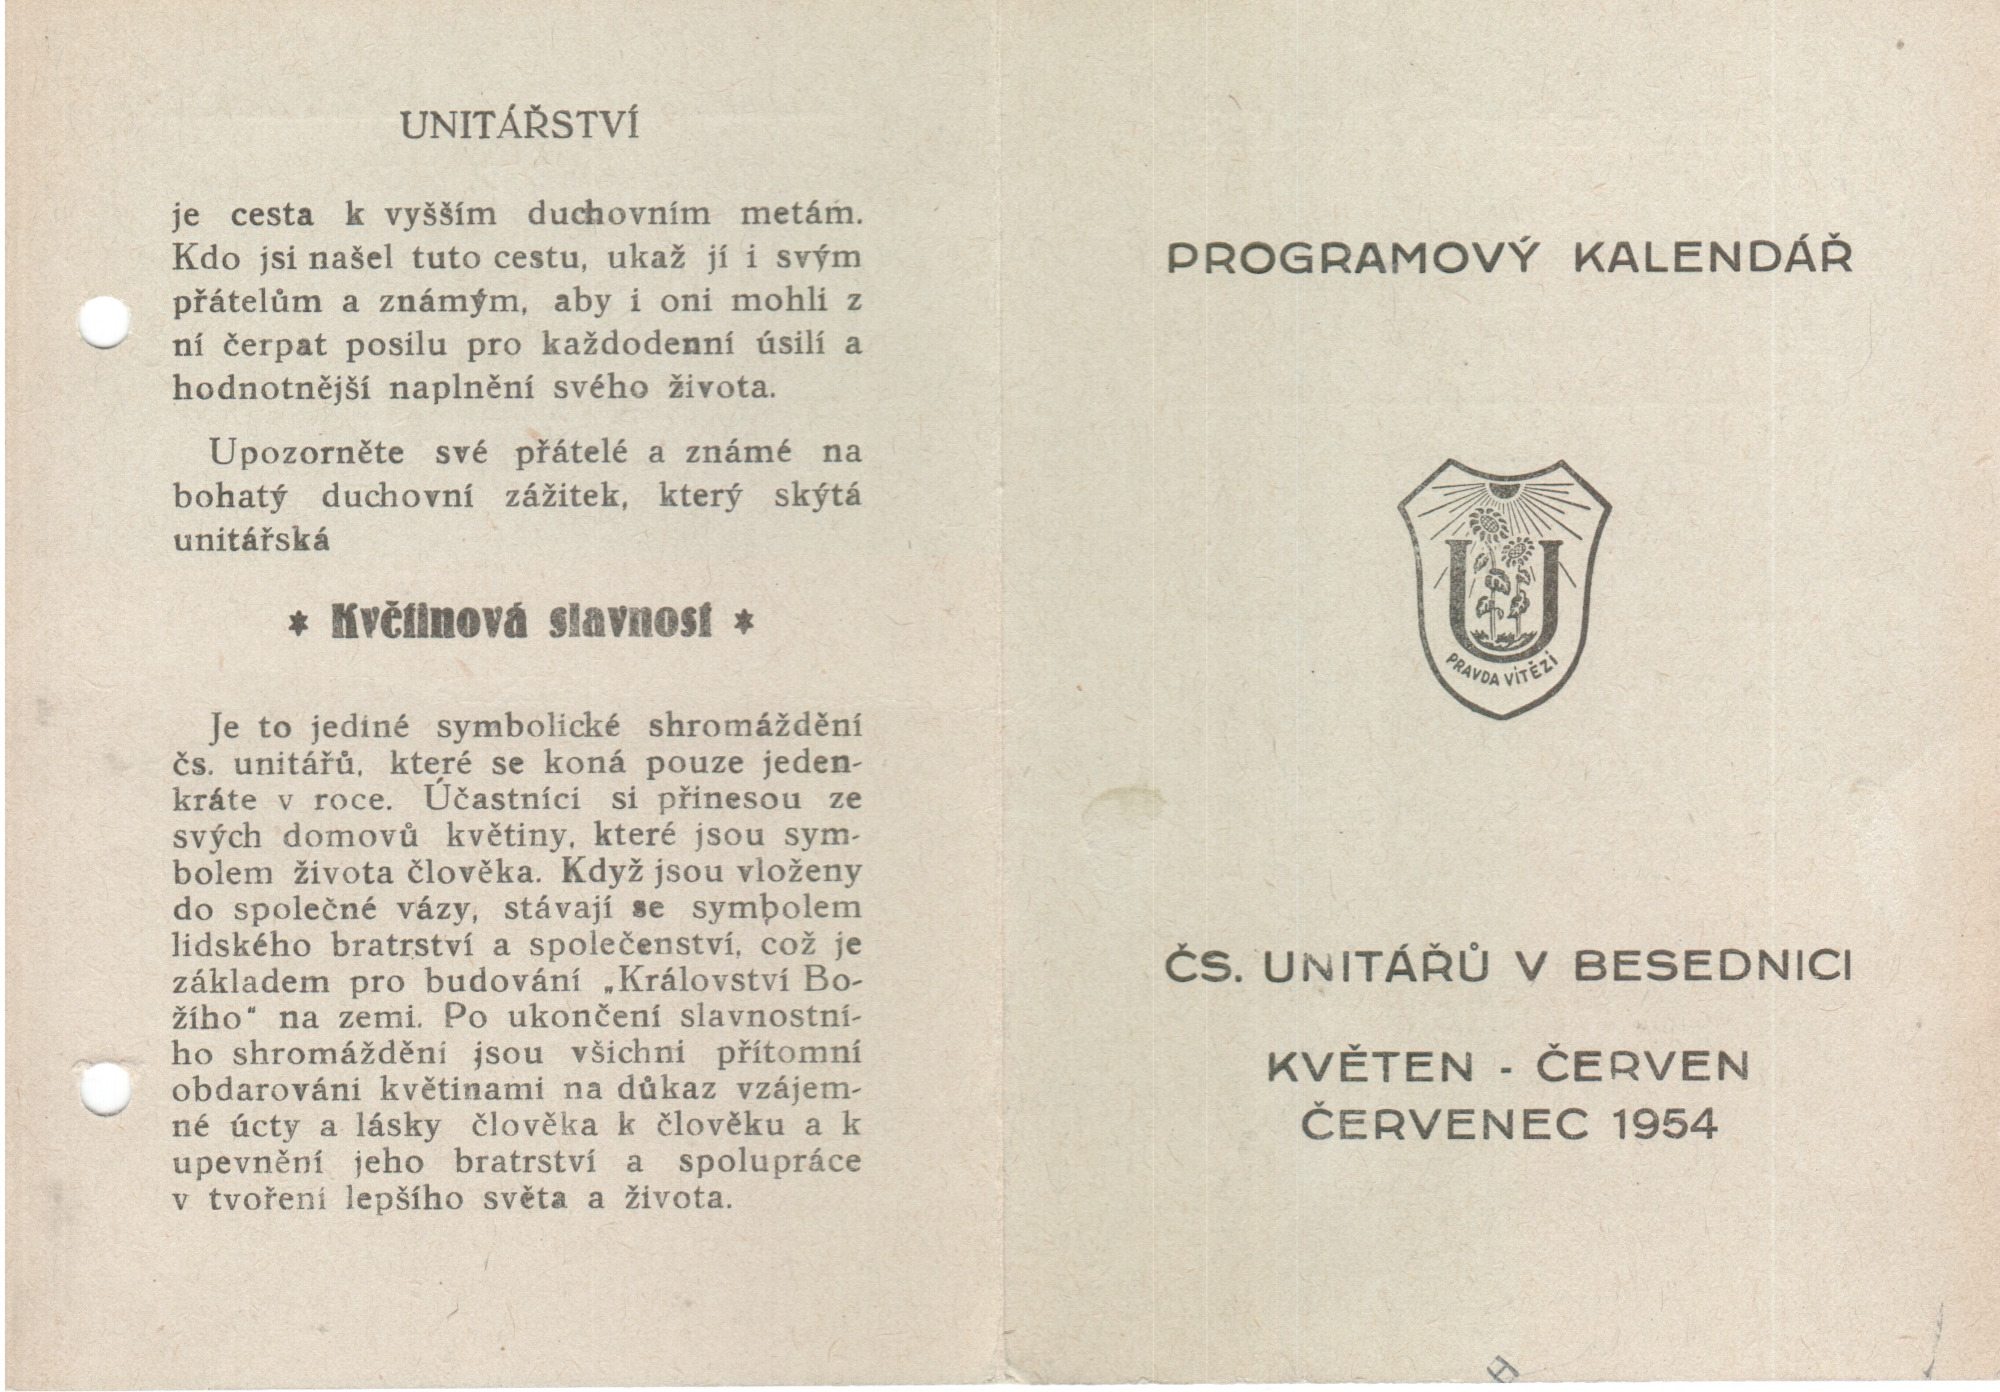 UNITÁŘSTVÍ
je cesta k vyšším duchovním metám.
Kdo jsi našel tuto cestu, ukaž jí i svým
přátelům a známým, aby i oni mohli z
ní čerpat posilu pro každodenní úsilí a
hodnotnější naplnění svého života.
Upozorněte své přátelé a známé na
bohatý duchovní zážitek, který skýtá
unitářská
* Květinová slavnost *
Je to jediné symbolické shromáždění
čs. unitářů, které se koná pouze jeden-
kráte v roce. Účastníci si přinesou ze
svých domovů květiny, které jsou sym-
bolem života člověka. Když jsou vloženy
do společné vázy, stávají se symbolem
lidského bratrství a společenství, což je
základem pro budování „Království Bo-
žího“ na zemi. Po ukončení slavnostní-
ho shromáždění jsou všichni přítomní
obdarováni květinami na důkaz vzájem-
né úcty a lásky člověka k člověku a k
upevnění jeho bratrství a spolupráce
v tvoření lepšího světa a života.
PROGRAMOVÝ KALENDÁŘ
U
PRAVDA VÍTĚZÍ
ČS. UNITÁŘŮ V BESEDNICI
KVĚTEN - ČERVEN
ČERVENEC 1954
H